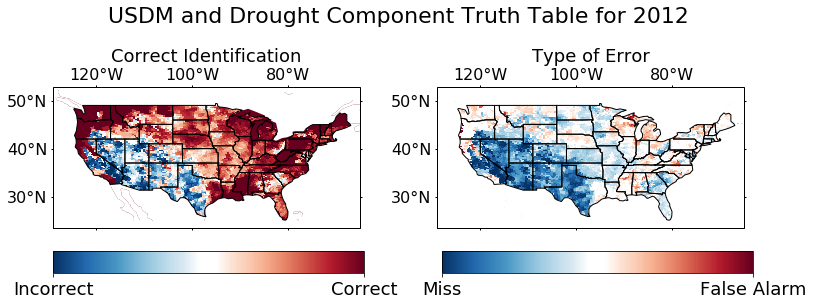 USDM and Drought Component Truth Table for 2012
Correct Identification
120°W 100°W 80°W
50°N
40°N
30°N
Incorrect Correct
Type of Error
120°W 100°W 80°W
50°N
40°N
30°N
Miss False Alarm